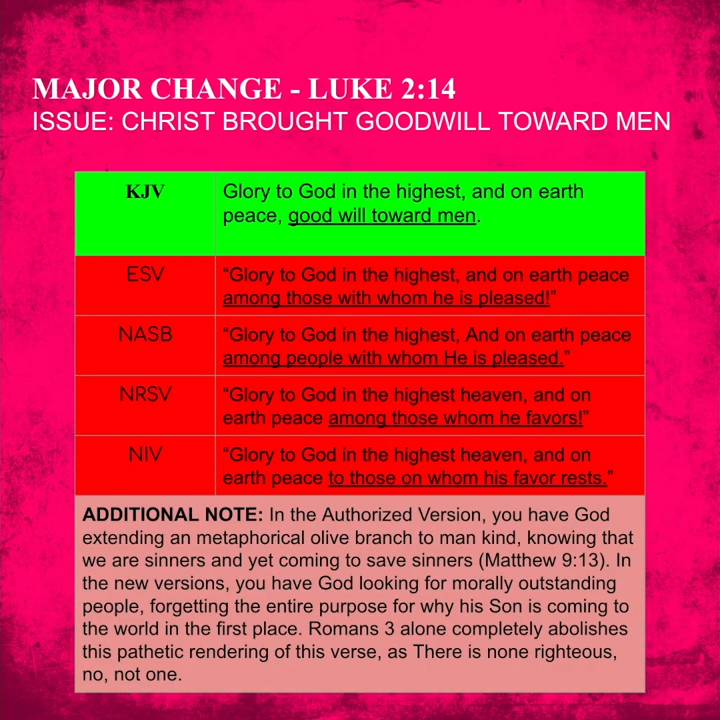 MAJOR CHANGE - LUKE 2:14
ISSUE: CHRIST BROUGHT GOODWILL TOWARD MEN
KJV
Glory to God in the highest, and on earth
peace, good will toward men.
ESV
“Glory to God in the highest, and on earth peace
among those with whom he is pleased!”
NASB
“Glory to God in the highest, And on earth peace
among people with whom He is pleased.”
NRSV
“Glory to God in the highest heaven, and on
earth peace among those whom he favors!”
NIV
“Glory to God in the highest heaven, and on
earth peace to those on whom his favor rests.”
ADDITIONAL NOTE: In the Authorized Version, you have God
extending an metaphorical olive branch to man kind, knowing that
we are sinners and yet coming to save sinners (Matthew 9:13). In
the new versions, you have God looking for morally outstanding
people, forgetting the entire purpose for why his Son is coming to
the world in the first place. Romans 3 alone completely abolishes
this pathetic rendering of this verse, as There is none righteous,
no, not one.